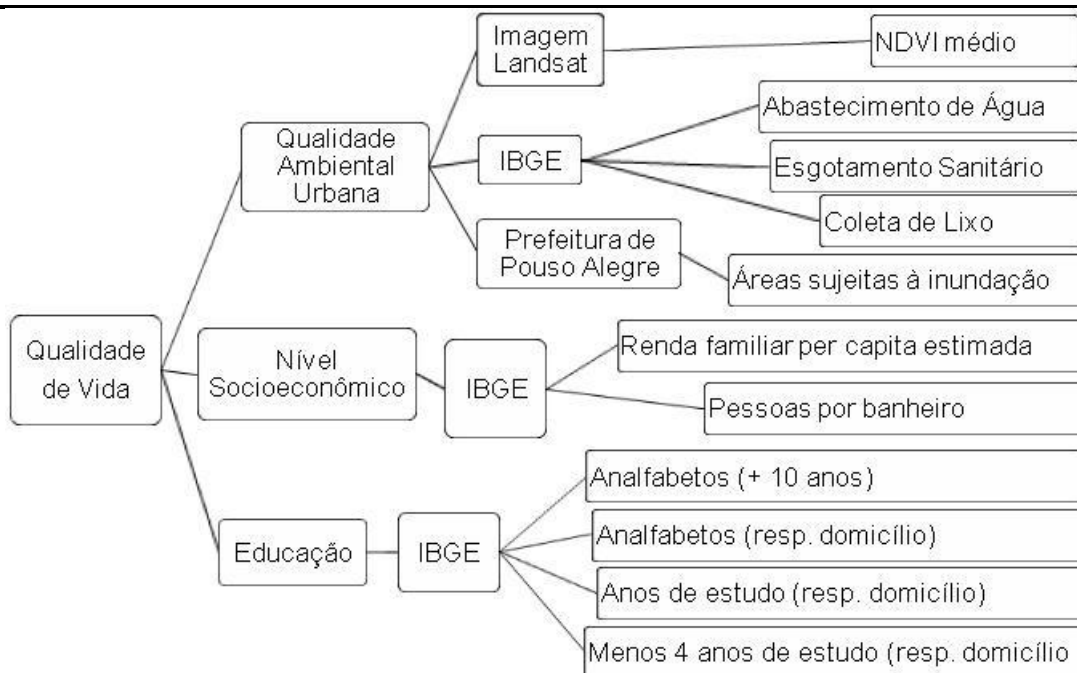 Qualidade
de Vida
Qualidade
Ambiental
Urbana
Imagem
Landsat
NDVI médio
IBGE
Abastecimento de Água
Esgotamento Sanitário
Coleta de Lixo
Prefeitura de
Pouso Alegre
Áreas sujeitas à inundação
Nível
Socioeconômico
IBGE
Renda familiar per capita estimada
Pessoas por banheiro
Educação
IBGE
Analfabetos (+ 10 anos)
Analfabetos (resp. domicílio)
Anos de estudo (resp. domicílio)
Menos 4 anos de estudo (resp. domicílio